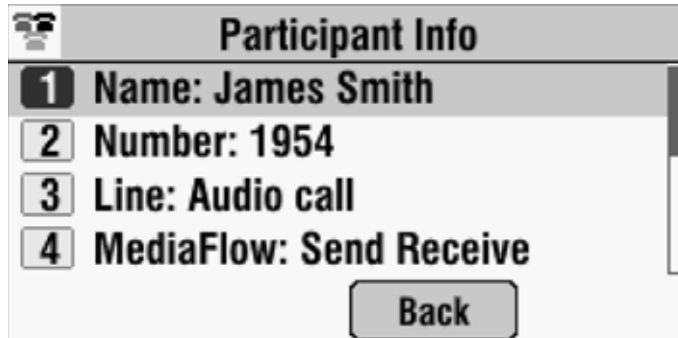 Participant Info
1 Name: James Smith
2 Number: 1954
3 Line: Audio call
4 MediaFlow: Send Receive
Back